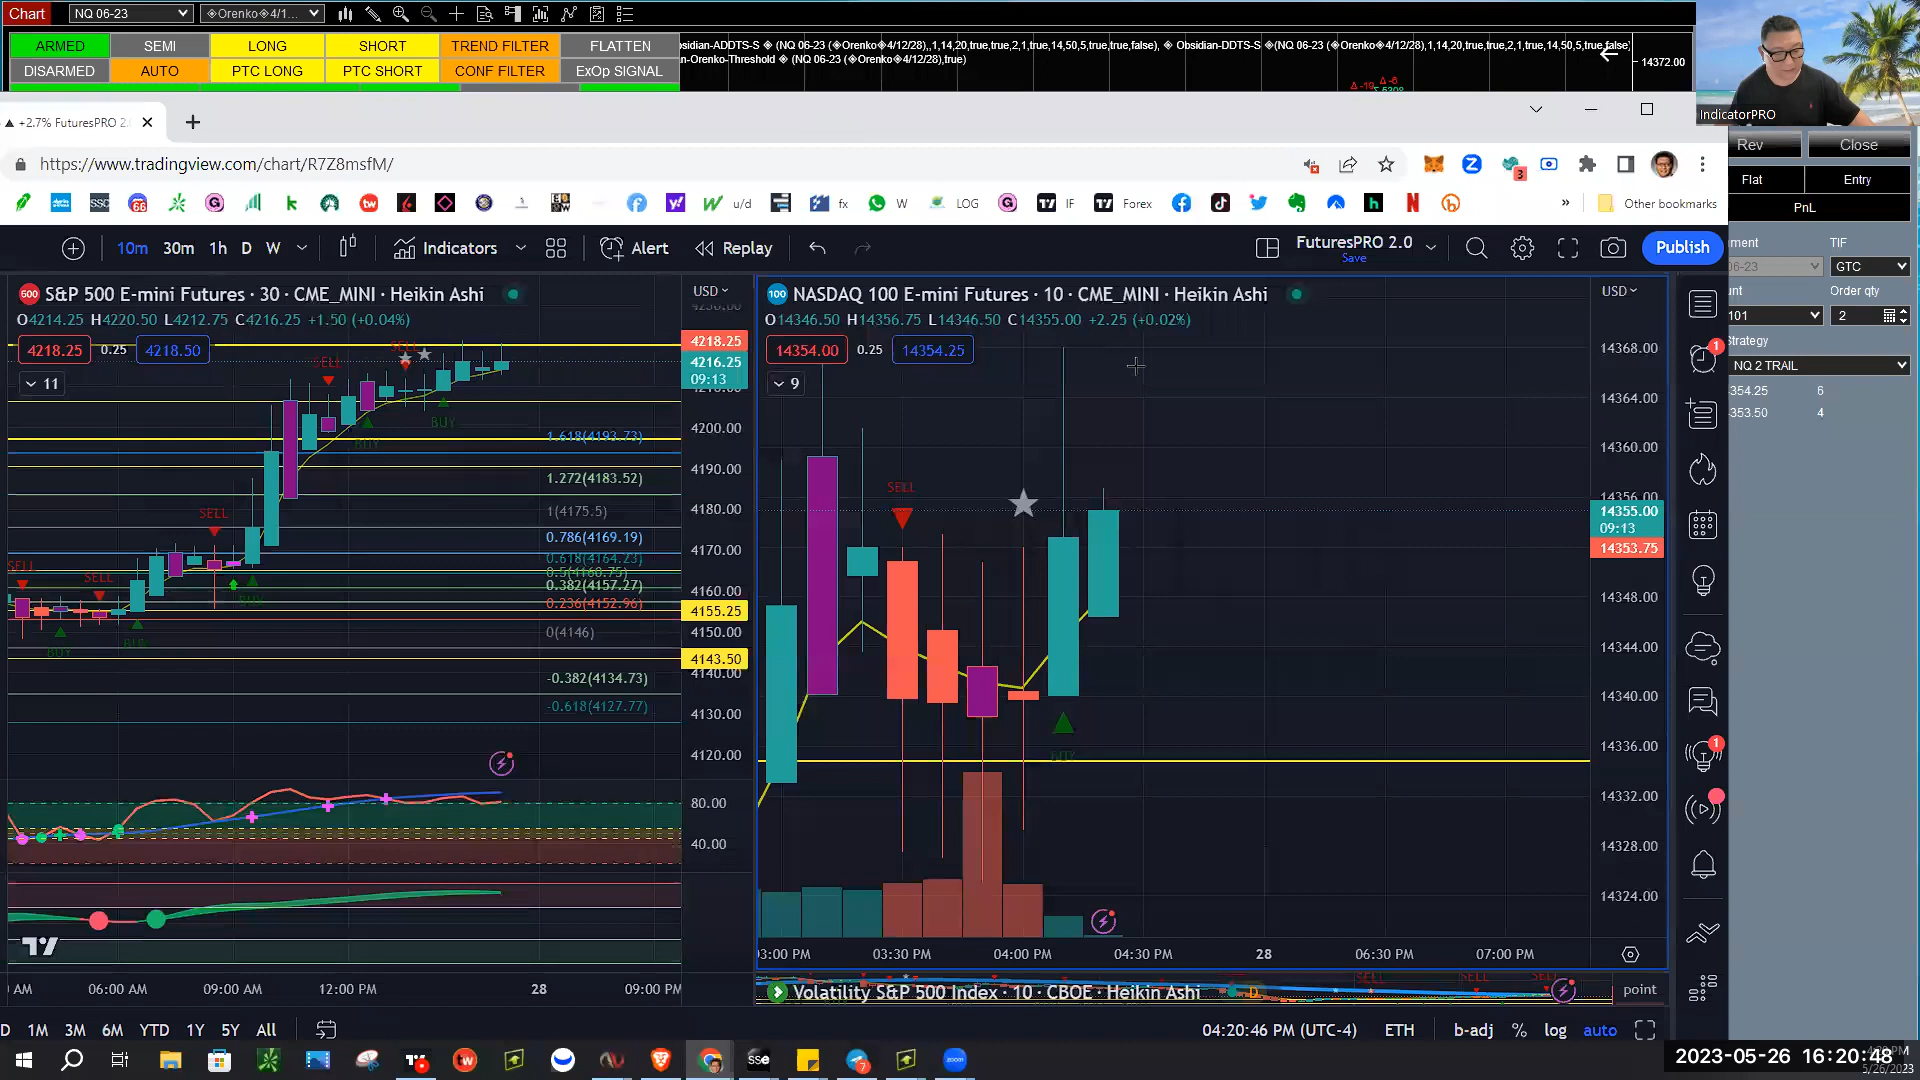 Chart NQ 06-23 ◈Orenko◈4/1...
ARMED SEMI LONG SHORT TREND FILTER FLATTEN
DISARMED AUTO PTC LONG PTC SHORT CONF FILTER ExOp SIGNAL
bsidian-ADDTS-S ◈ (NQ 06-23 (◈Orenko◈4/12/28),,1,14,20,true,true,2,1,true,14,50,5,true,true,false), ◈ Obsidian-DDTS-S ◈(NQ 06-23 (◈Orenko◈4/12/28),1,14,20,true,true,2,1,true,14,50,5,true,false)
n-Orenko-Threshold ◈ (NQ 06-23 (◈Orenko◈4/12/28),true)
14372.00
IndicatorPRO
▲ +2.7% FuturesPRO 2.
https://www.tradingview.com/chart/R7Z8msfM/
u/d fx W LOG IF Forex » Other bookmarks
10m 30m 1h D W Indicators Alert Replay FuturesPRO 2.0 Save Publish
S&P 500 E-mini Futures · 30 · CME_MINI · Heikin Ashi
O4214.25 H4220.50 L4212.75 C4216.25 +1.50 (+0.04%)
4218.25 0.25 4218.50
11
USD
4218.25
4216.25
09:13
4200.00
4190.00
4180.00
4170.00
4160.00
4155.25
4150.00
4143.50
4140.00
4130.00
4120.00
80.00
40.00
1.618(4193.73)
1.272(4183.52)
1(4175.5)
0.786(4169.19)
0.618(4164.23)
0.5(4160.75)
0.382(4157.27)
0.236(4152.96)
0(4146)
-0.382(4134.73)
-0.618(4127.77)
SELL
SELL
SELL
SELL
SELL
BUY
BUY
BUY
BUY
AM 06:00 AM 09:00 AM 12:00 PM 28 09:00 PM
NASDAQ 100 E-mini Futures · 10 · CME_MINI · Heikin Ashi
O14346.50 H14356.75 L14346.50 C14355.00 +2.25 (+0.02%)
14354.00 0.25 14354.25
9
USD
14368.00
14364.00
14360.00
14356.00
14355.00
09:13
14353.75
14348.00
14344.00
14340.00
14336.00
14332.00
14328.00
14324.00
SELL
BUY
3:00 PM 03:30 PM 04:00 PM 04:30 PM 28 06:30 PM 07:00 PM
Volatility S&P 500 Index · 10 · CBOE · Heikin Ashi D
SELL SELL SELL
point
D 1M 3M 6M YTD 1Y 5Y All
04:20:46 PM (UTC-4) ETH b-adj % log auto
Rev Close
Flat Entry
PnL
ment TIF
06-23 GTC
unt Order qty
101 2
Strategy
NQ 2 TRAIL
354.25 6
353.50 4
2023-05-26 16:20:48
5/26/2023